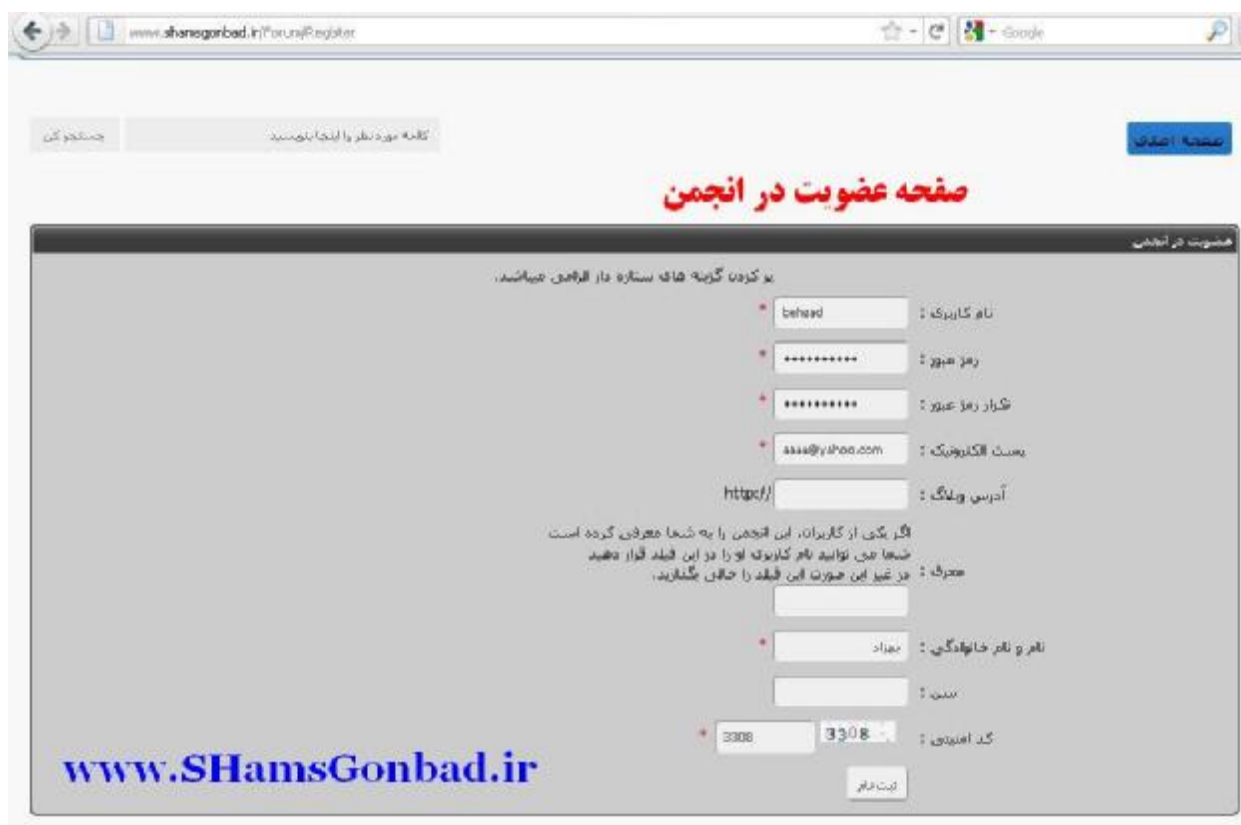 www.shamsgonbad.ir/Forum/Register
Google
کلمه مورد نظر را اینجا بنویسید
جستجو کن
صفحه اصلی
صفحه عضویت در انجمن
عضویت در انجمن
پر کردن گزینه های ستاره دار الزامی میباشد.
نام کاربری : behzad *
رمز عبور : ********** *
تکرار رمز عبور : ********** *
پست الکترونیک : aaaa@yahoo.com *
آدرس وبلاگ : http://
اگر یکی از کاربران، این انجمن را به شما معرفی کرده است
شما می توانید نام کاربری او را در این فیلد قرار دهید
معرف : در غیر این صورت این فیلد را خالی بگذارید.
نام و نام خانوادگی : بهزاد *
سن :
کد امنیتی : 3308 3308 *
ثبت نام
www.SHamsGonbad.ir